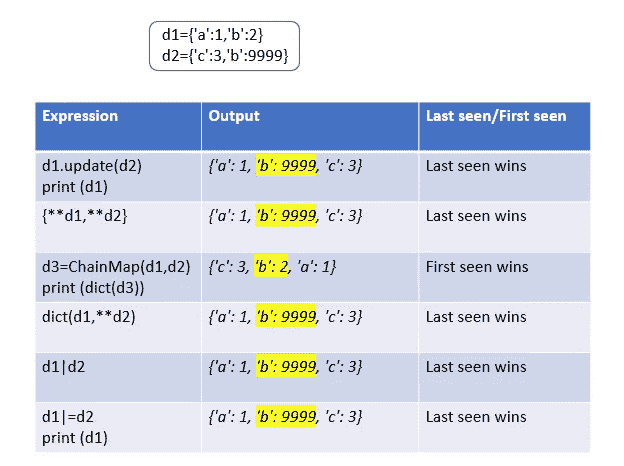 d1={'a':1,'b':2}
d2={'c':3,'b':9999}
Expression Output Last seen/First seen
d1.update(d2) {'a': 1, 'b': 9999, 'c': 3} Last seen wins
print (d1)
{**d1,**d2} {'a': 1, 'b': 9999, 'c': 3} Last seen wins
d3=ChainMap(d1,d2) {'c': 3, 'b': 2, 'a': 1} First seen wins
print (dict(d3))
dict(d1,**d2) {'a': 1, 'b': 9999, 'c': 3} Last seen wins
d1|d2 {'a': 1, 'b': 9999, 'c': 3} Last seen wins
d1|=d2 {'a': 1, 'b': 9999, 'c': 3} Last seen wins
print (d1)